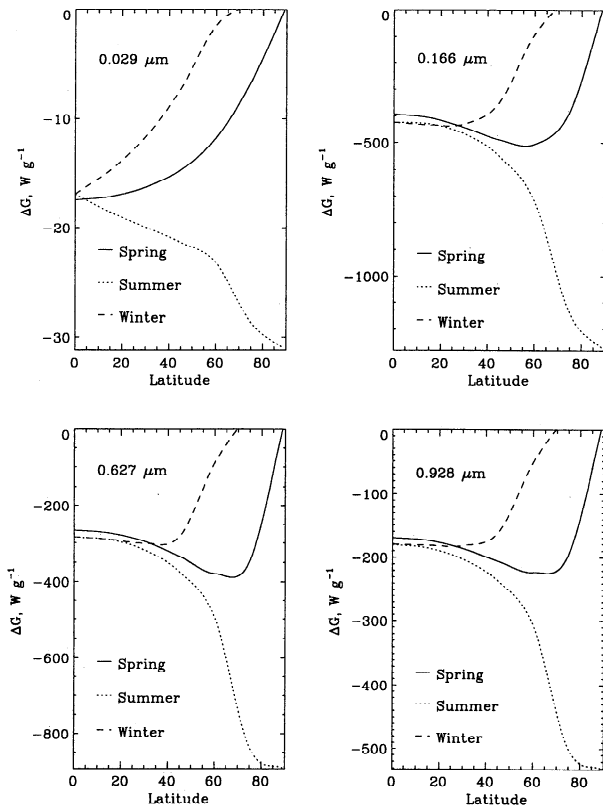 0
0.029 µm
−10
ΔG, W g⁻¹
−20
Spring
Summer
Winter
−30
0 20 40 60 80
Latitude
0
0.166 µm
−500
ΔG, W g⁻¹
−1000
Spring
Summer
Winter
0 20 40 60 80
Latitude
0
0.627 µm
−200
ΔG, W g⁻¹
−400
−600
Spring
Summer
−800
Winter
0 20 40 60 80
Latitude
0
0.928 µm
−100
ΔG, W g⁻¹
−200
−300
−400
Spring
Summer
Winter
−500
0 20 40 60 80
Latitude